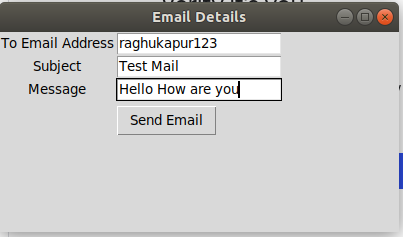 Email Details
To Email Address raghukapur123
Subject Test Mail
Message Hello How are you
Send Email